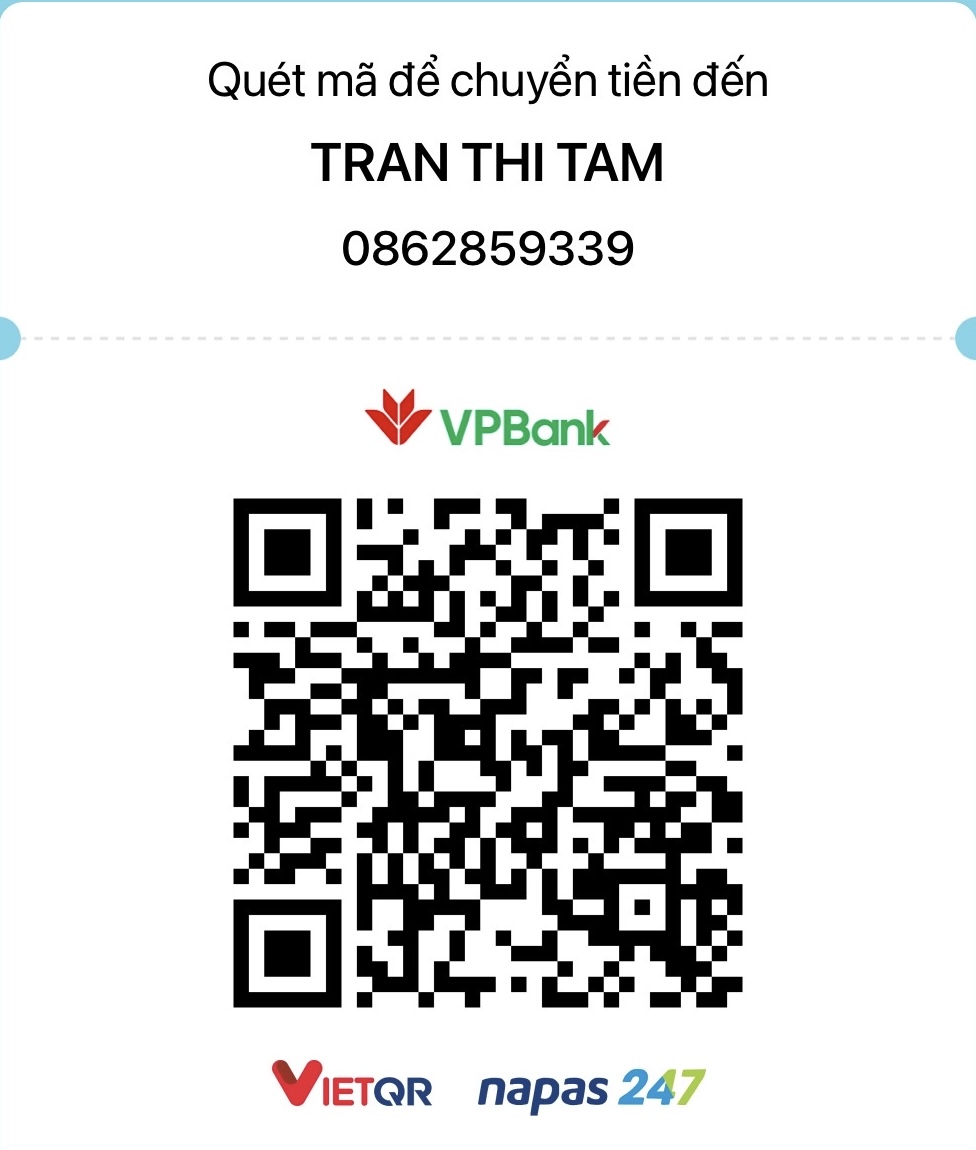 Quét mã để chuyển tiền đến
TRAN THI TAM
0862859339
VPBank
VIETQR
napas 247